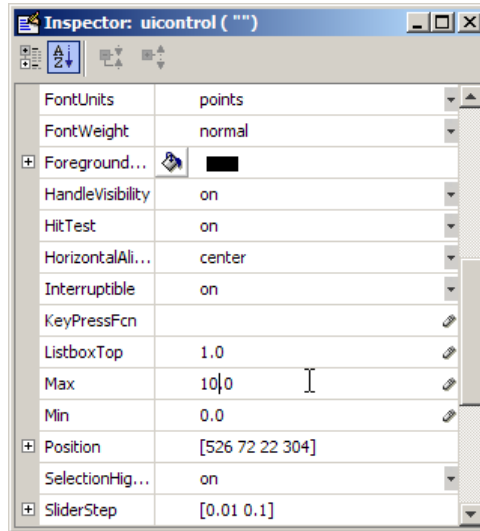 Inspector: uicontrol ( "")
FontUnits points
FontWeight normal
Foreground...
HandleVisibility on
HitTest on
HorizontalAli... center
Interruptible on
KeyPressFcn
ListboxTop 1.0
Max 10.0
Min 0.0
Position [526 72 22 304]
SelectionHig... on
SliderStep [0.01 0.1]